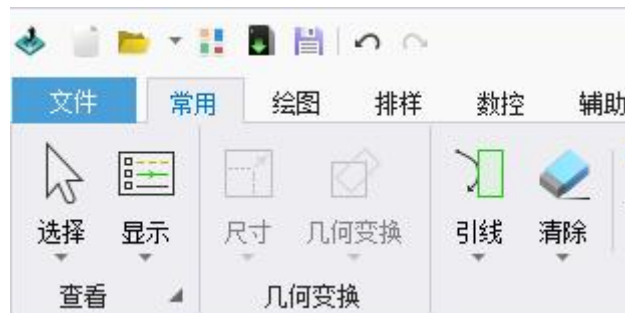 文件 常用 绘图 排样 数控 辅助
选择 显示 尺寸 几何变换 引线 清除
查看 几何变换